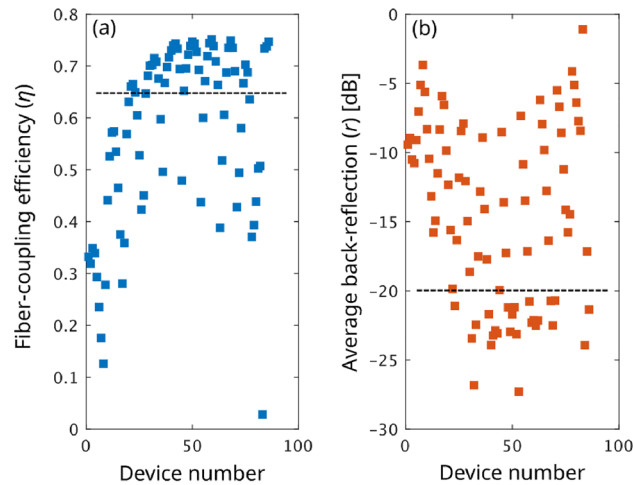 (a)
Fiber-coupling efficiency (η)
0.8
0.7
0.6
0.5
0.4
0.3
0.2
0.1
0
0 50 100
Device number
(b)
Average back-reflection (r) [dB]
0
−5
−10
−15
−20
−25
−30
0 50 100
Device number